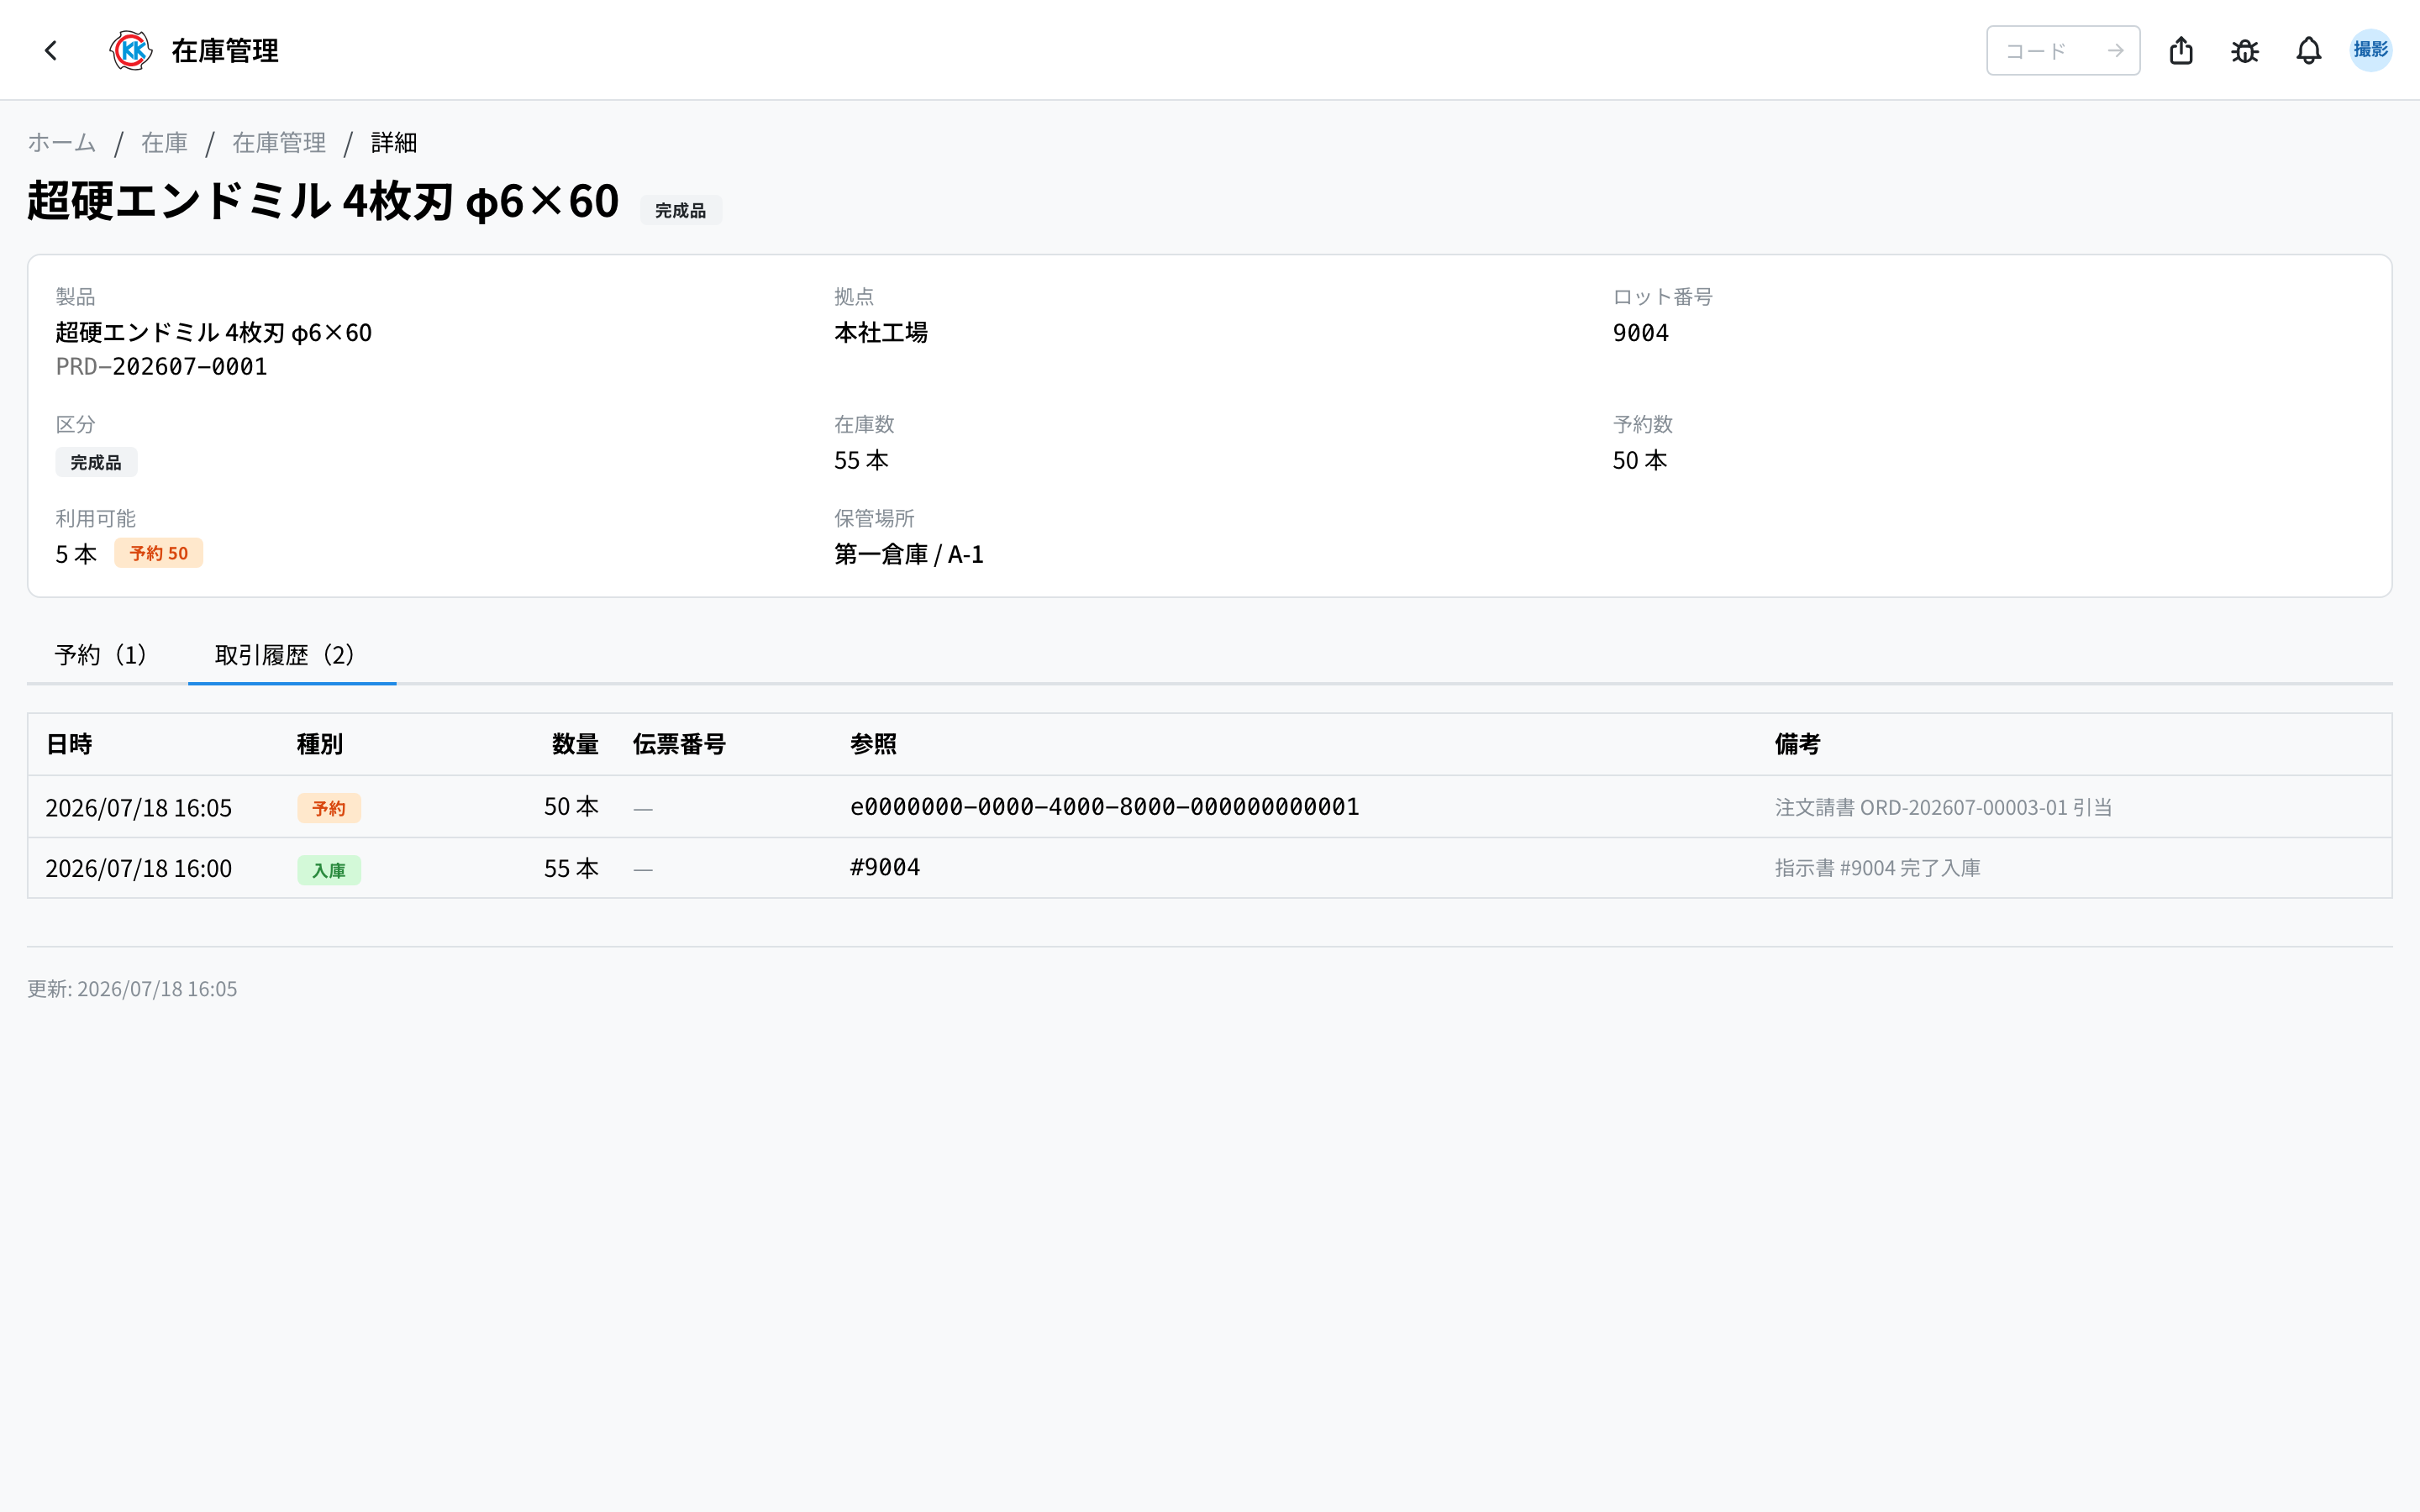 CKK 在庫管理 コード 撮影
ホーム / 在庫 / 在庫管理 / 詳細
超硬エンドミル 4枚刃 φ6×60 完成品
製品 拠点 ロット番号
超硬エンドミル 4枚刃 φ6×60 本社工場 9004
PRD-202607-0001
区分 在庫数 予約数
完成品 55 本 50 本
利用可能 保管場所
5 本 予約 50 第一倉庫 / A-1
予約（1） 取引履歴（2）
日時 種別 数量 伝票番号 参照 備考
2026/07/18 16:05 予約 50 本 — e0000000-0000-4000-8000-000000000001 注文請書 ORD-202607-00003-01 引当
2026/07/18 16:00 入庫 55 本 — #9004 指示書 #9004 完了入庫
更新: 2026/07/18 16:05